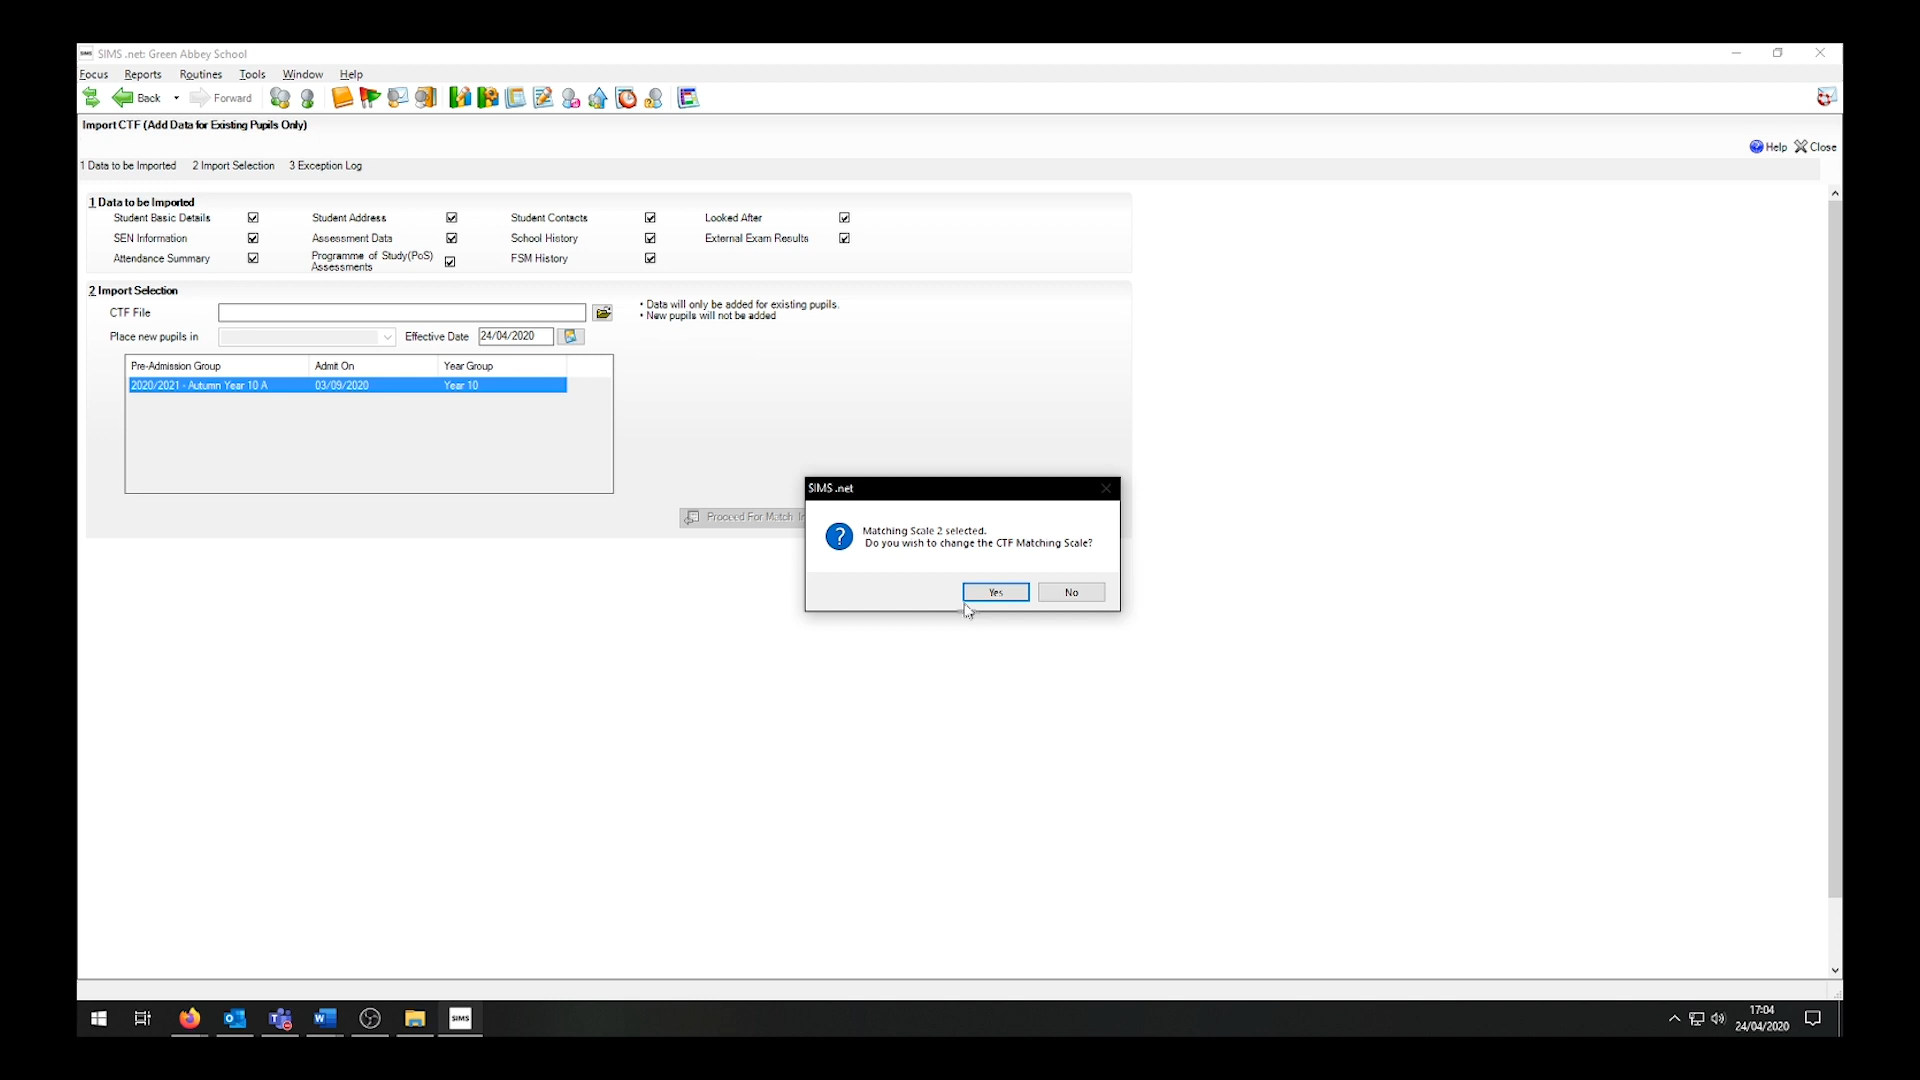 SIMS .net: Green Abbey School
Focus Reports Routines Tools Window Help
Back Forward
Import CTF (Add Data for Existing Pupils Only)
Help Close
1 Data to be Imported 2 Import Selection 3 Exception Log
1 Data to be Imported
Student Basic Details Student Address Student Contacts Looked After
SEN Information Assessment Data School History External Exam Results
Attendance Summary Programme of Study(PoS) FSM History
Assessments
2 Import Selection
CTF File
• Data will only be added for existing pupils.
• New pupils will not be added
Place new pupils in Effective Date 24/04/2020
Pre-Admission Group Admit On Year Group
2020/2021 - Autumn Year 10 A 03/09/2020 Year 10
SIMS .net
Proceed For Match
Matching Scale 2 selected.
Do you wish to change the CTF Matching Scale?
Yes No
SIMS
17:04
24/04/2020